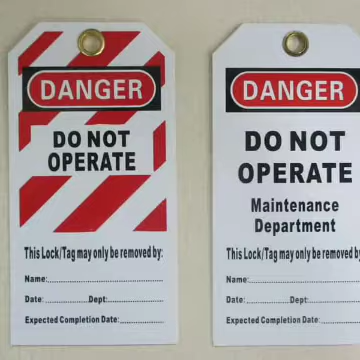 DANGER
DO NOT
OPERATE
This Lock/Tag may only be removed by:
Name:
Date: Dept:
Expected Completion Date:
DANGER
DO NOT
OPERATE
Maintenance
Department
This Lock/Tag may only be removed by
Name:
Date: Dept:
Expected Completion Date: